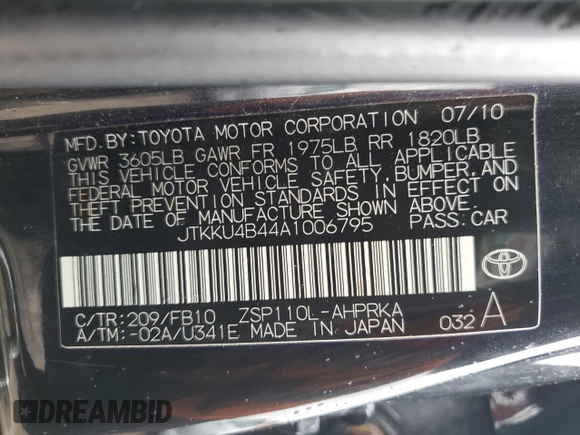 MFD. BY: TOYOTA MOTOR CORPORATION 07/10
GVWR 3605LB GAWR FR 1975LB RR 1820LB
THIS VEHICLE CONFORMS TO ALL APPLICABLE
FEDERAL MOTOR VEHICLE SAFETY, BUMPER, AND
THEFT PREVENTION STANDARDS IN EFFECT ON
THE DATE OF MANUFACTURE SHOWN ABOVE.
JTKKU4B44A1006795 PASS. CAR
C/TR: 209/FB10 ZSP110L-AHPRKA
A/TM: -02A/U341E MADE IN JAPAN 032 A
DREAMBID